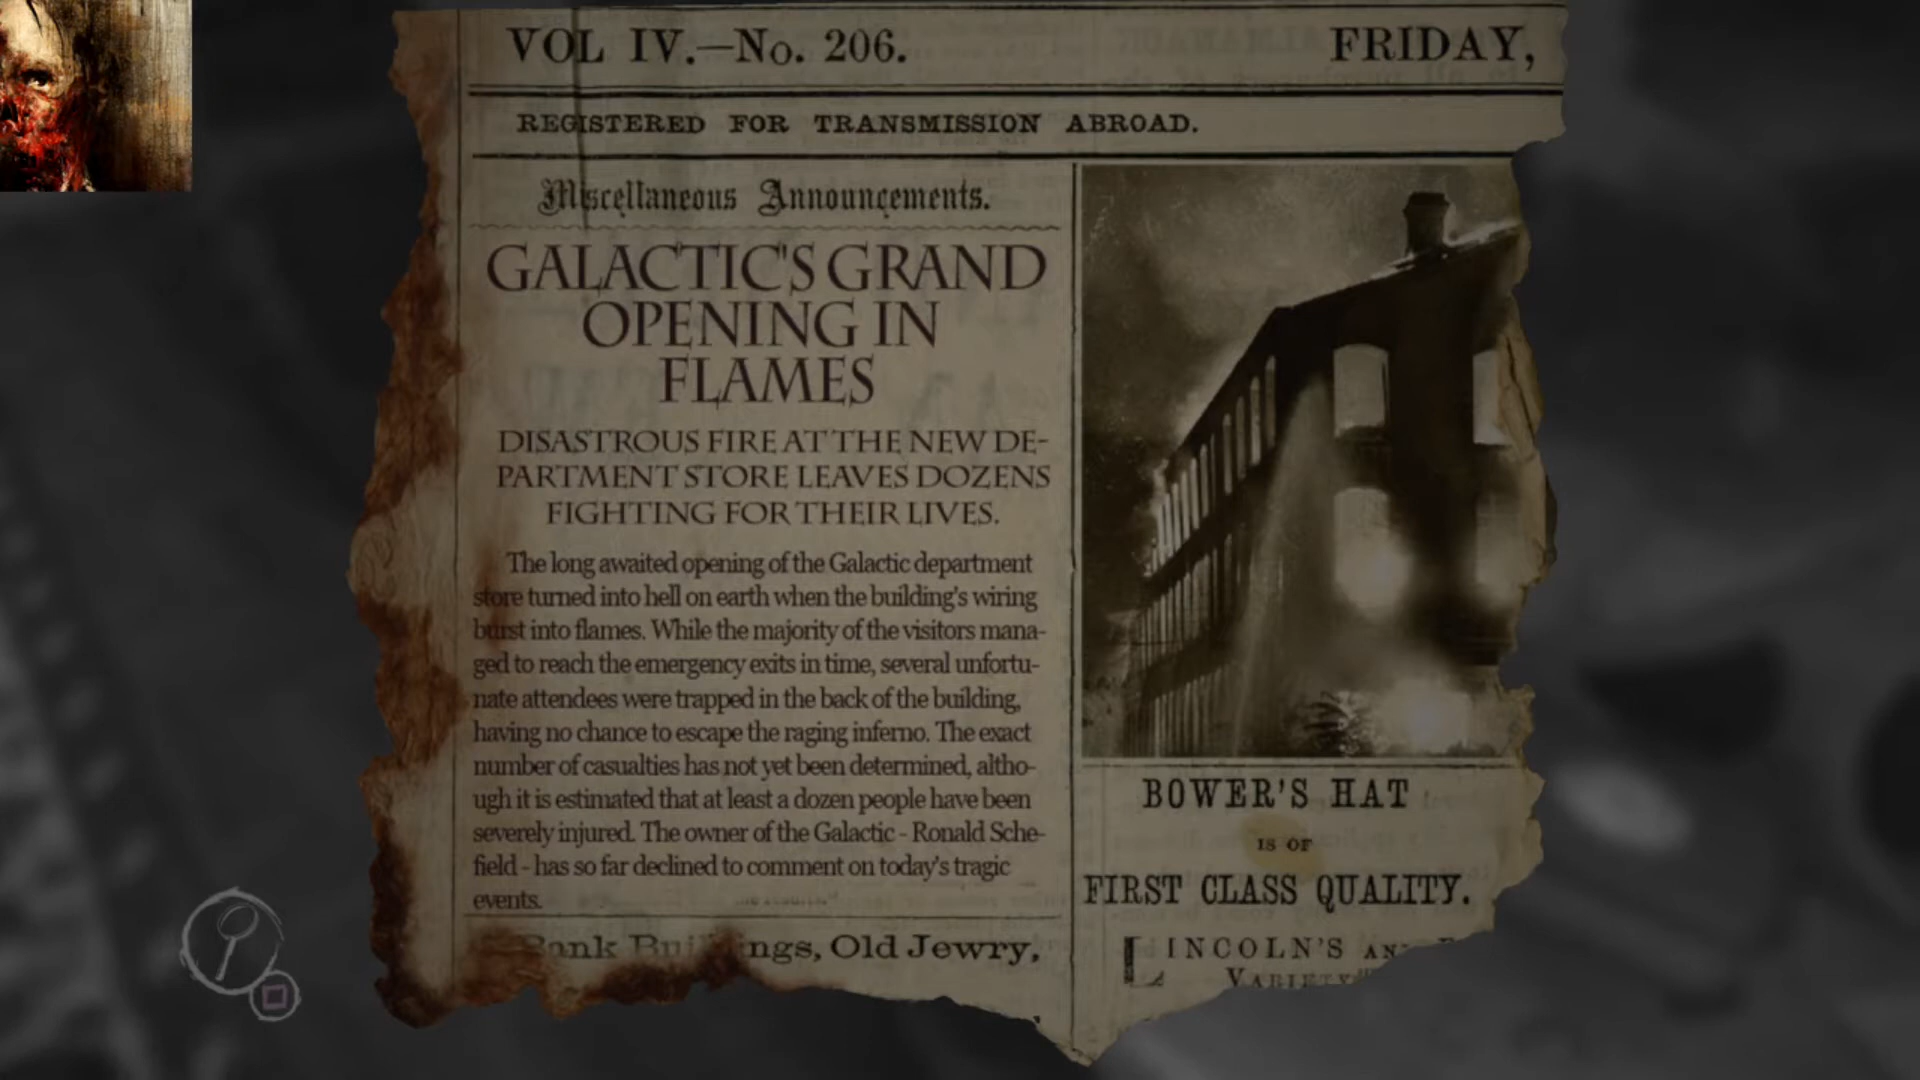 VOL IV.—No. 206.
FRIDAY,
REGISTERED FOR TRANSMISSION ABROAD.
Miscellaneous Announcements.
GALACTIC'S GRAND
OPENING IN
FLAMES
DISASTROUS FIRE AT THE NEW DE-
PARTMENT STORE LEAVES DOZENS
FIGHTING FOR THEIR LIVES.
The long awaited opening of the Galactic department
store turned into hell on earth when the building's wiring
burst into flames. While the majority of the visitors mana-
ged to reach the emergency exits in time, several unfortu-
nate attendees were trapped in the back of the building,
having no chance to escape the raging inferno. The exact
number of casualties has not yet been determined, altho-
ugh it is estimated that at least a dozen people have been
severely injured. The owner of the Galactic - Ronald Sche-
field - has so far declined to comment on today's tragic
events.
Old Jewry,
BOWER'S HAT
IS OF
FIRST CLASS QUALITY.
LINCOLN'S